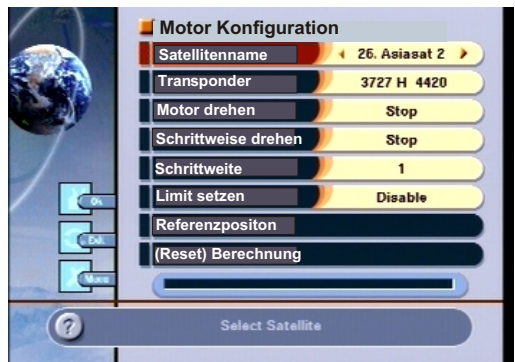 Motor Konfiguration
Satellitenname 26. Asiasat 2
Transponder 3727 H 4420
Motor drehen Stop
Schrittweise drehen Stop
Schrittweite 1
Limit setzen Disable
Referenzpositon
(Reset) Berechnung
Ok
Exit
Menu
? Select Satellite